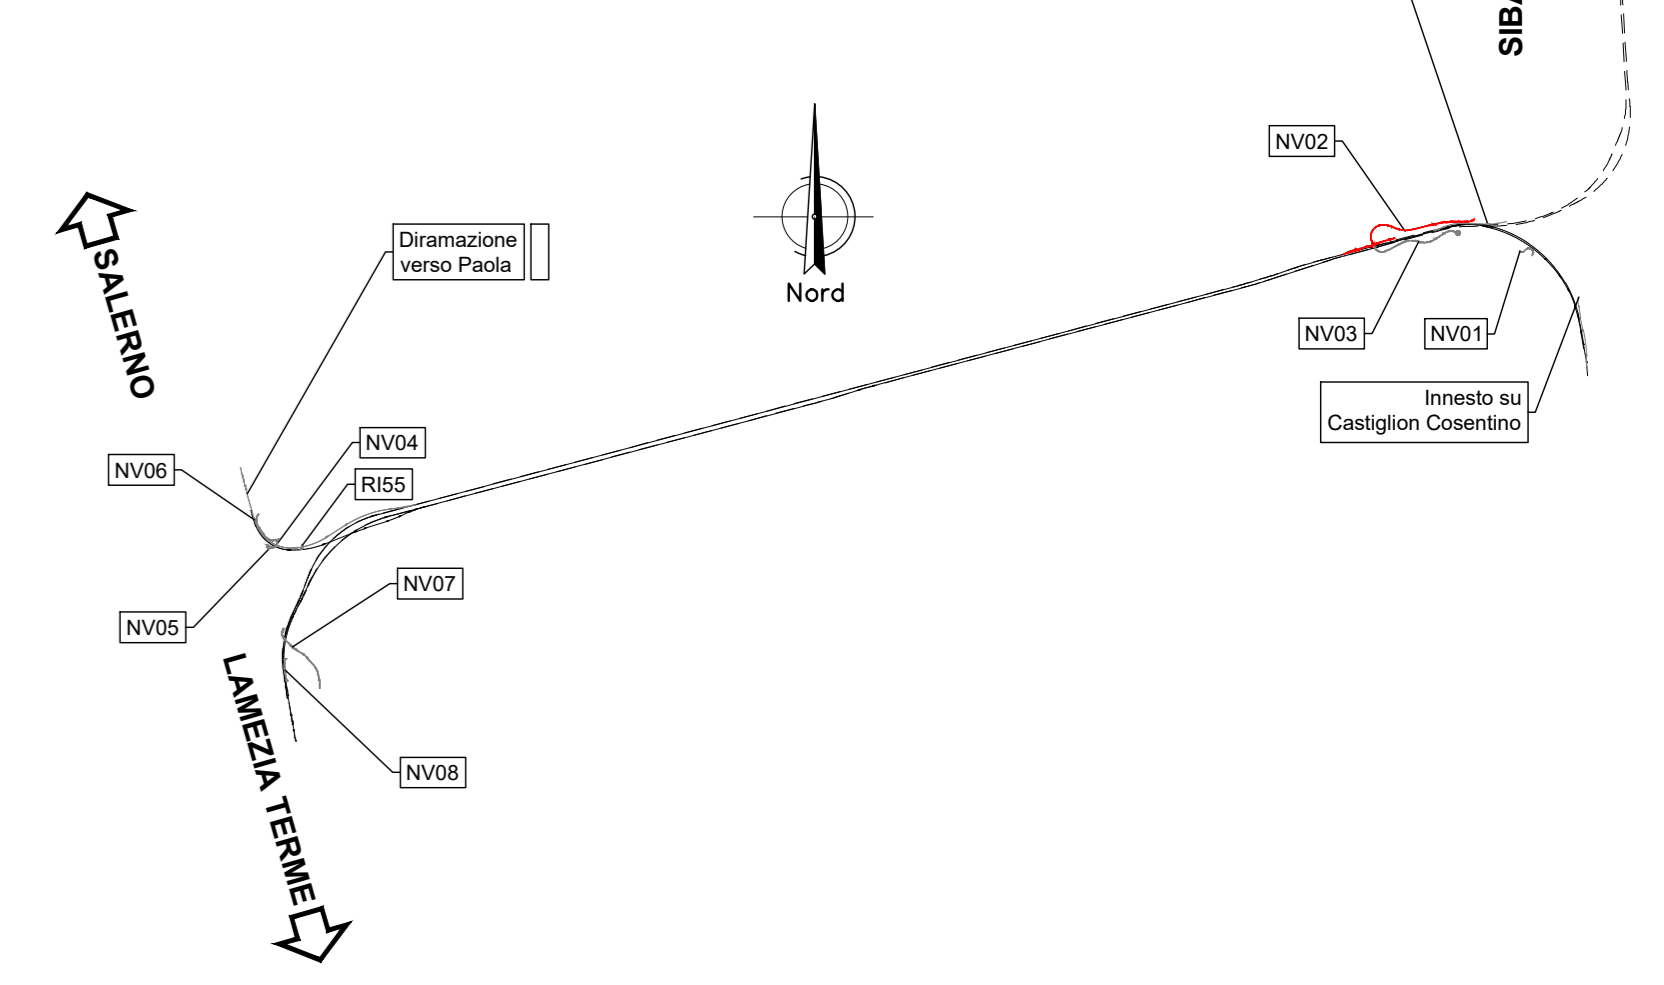 SIBA
NV02
SALERNO
Diramazione
verso Paola
Nord
NV03
NV01
Innesto su
Castiglion Cosentino
NV04
NV06
RI55
NV07
NV05
LAMEZIA TERME
NV08